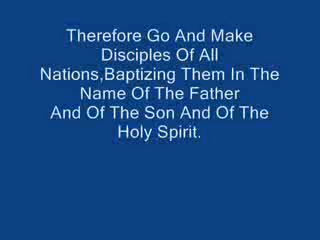 Therefore Go And Make
Disciples Of All
Nations,Baptizing Them In The
Name Of The Father
And Of The Son And Of The
Holy Spirit.